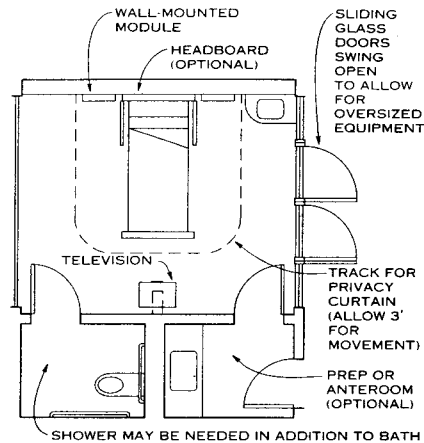 WALL-MOUNTED
MODULE
HEADBOARD
(OPTIONAL)
SLIDING
GLASS
DOORS
SWING
OPEN
TO ALLOW
FOR
OVERSIZED
EQUIPMENT
TELEVISION
TRACK FOR
PRIVACY
CURTAIN
(ALLOW 3'
FOR
MOVEMENT)
PREP OR
ANTEROOM
(OPTIONAL)
SHOWER MAY BE NEEDED IN ADDITION TO BATH